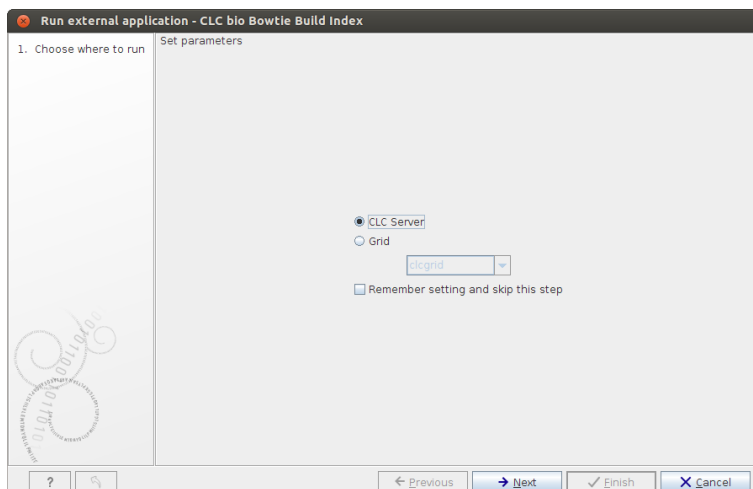 Run external application - CLC bio Bowtie Build Index
1. Choose where to run
Set parameters
CLC Server
Grid
clcgrid
Remember setting and skip this step
? Previous Next Finish Cancel